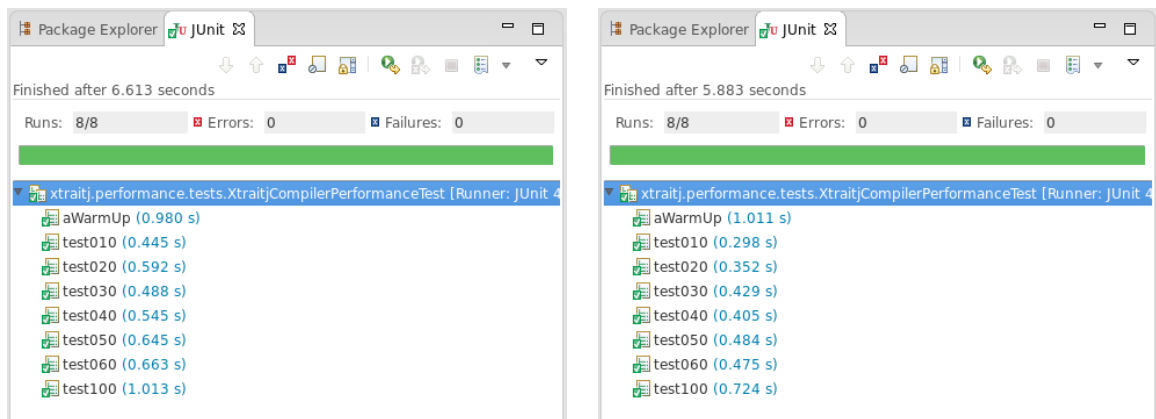 Package Explorer JUnit
Finished after 6.613 seconds
Runs: 8/8 Errors: 0 Failures: 0
xtraitj.performance.tests.XtraitjCompilerPerformanceTest [Runner: JUnit 4
aWarmUp (0.980 s)
test010 (0.445 s)
test020 (0.592 s)
test030 (0.488 s)
test040 (0.545 s)
test050 (0.645 s)
test060 (0.663 s)
test100 (1.013 s)
Package Explorer JUnit
Finished after 5.883 seconds
Runs: 8/8 Errors: 0 Failures: 0
xtraitj.performance.tests.XtraitjCompilerPerformanceTest [Runner: JUnit 4
aWarmUp (1.011 s)
test010 (0.298 s)
test020 (0.352 s)
test030 (0.429 s)
test040 (0.405 s)
test050 (0.484 s)
test060 (0.475 s)
test100 (0.724 s)